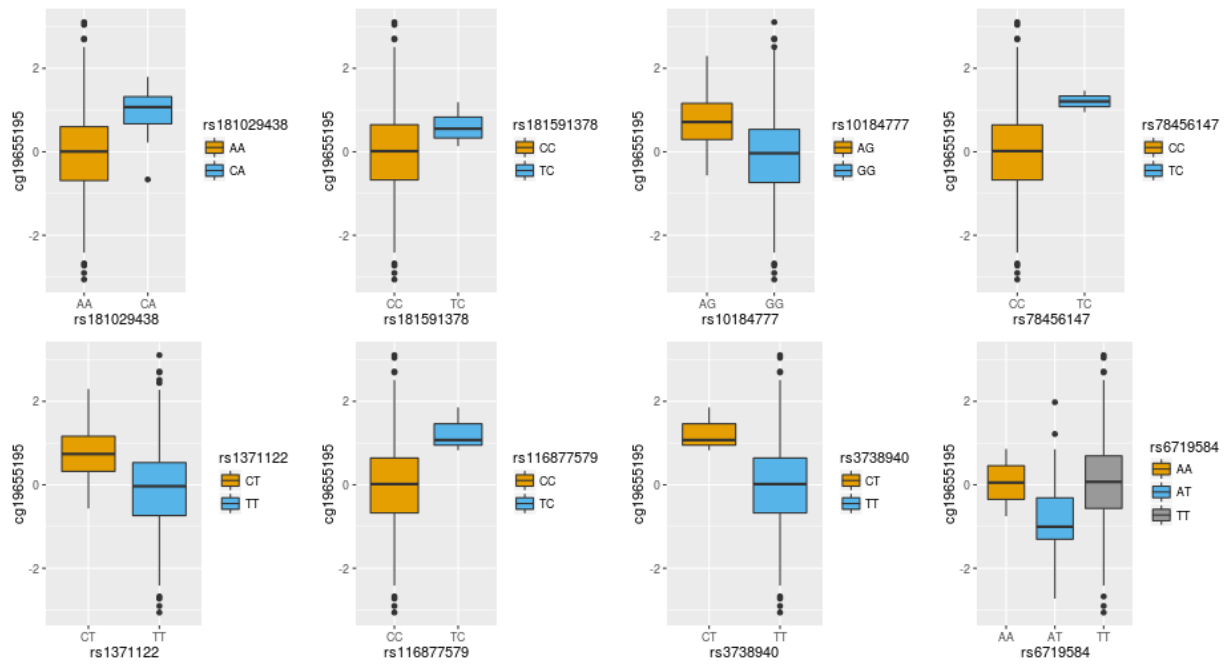 cg19655195
2
0
-2
AA CA
rs181029438
rs181029438
AA
CA
cg19655195
2
0
-2
CC TC
rs181591378
rs181591378
CC
TC
cg19655195
2
0
-2
AG GG
rs10184777
rs10184777
AG
GG
cg19655195
2
0
-2
CC TC
rs78456147
rs78456147
CC
TC
cg19655195
2
0
-2
CT TT
rs1371122
rs1371122
CT
TT
cg19655195
2
0
-2
CC TC
rs116877579
rs116877579
CC
TC
cg19655195
2
0
-2
CT TT
rs3738940
rs3738940
CT
TT
cg19655195
2
0
-2
AA AT TT
rs6719584
rs6719584
AA
AT
TT